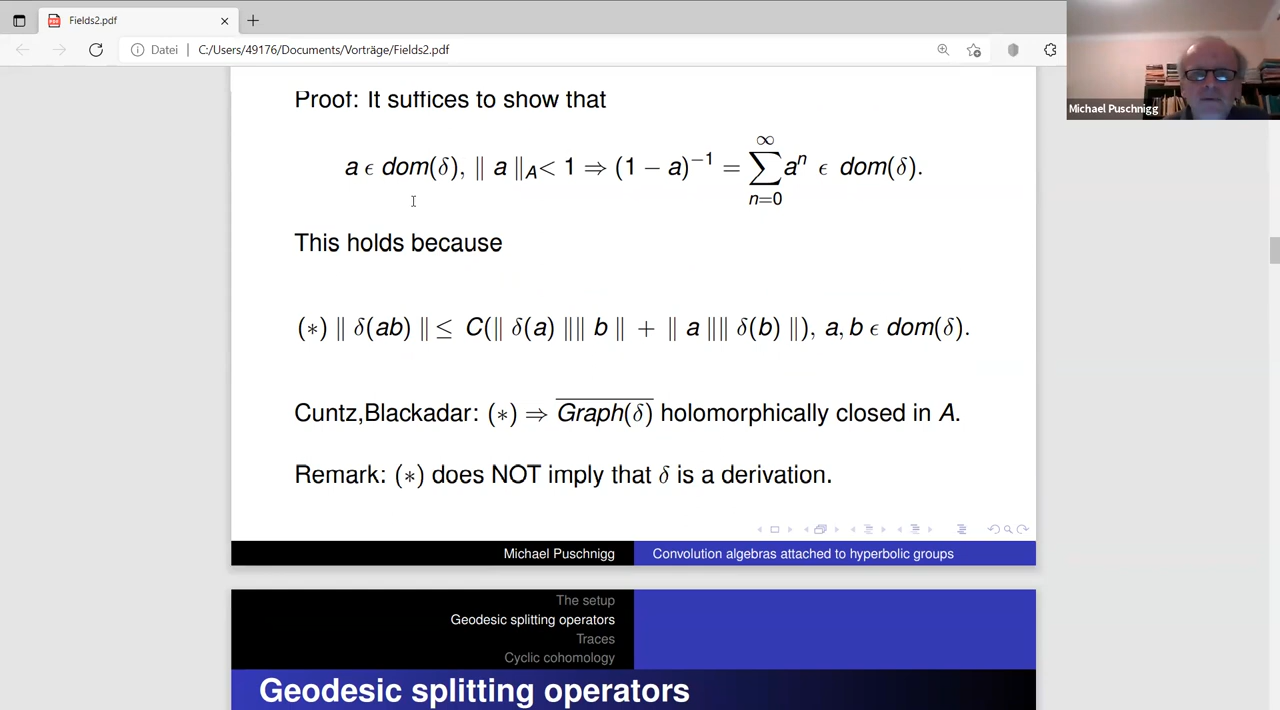 Fields2.pdf
Datei | C:/Users/49176/Documents/Vorträge/Fields2.pdf
Michael Puschnigg
Proof: It suffices to show that
a ϵ dom(δ), ∥ a ∥_A < 1 ⇒ (1 − a)^{−1} = ∑_{n=0}^{∞} a^n ϵ dom(δ).
This holds because
(∗) ∥ δ(ab) ∥ ≤ C(∥ δ(a) ∥∥ b ∥ + ∥ a ∥∥ δ(b) ∥), a, b ϵ dom(δ).
Cuntz,Blackadar: (∗) ⇒ \overline{Graph(δ)} holomorphically closed in A.
Remark: (∗) does NOT imply that δ is a derivation.
Michael Puschnigg Convolution algebras attached to hyperbolic groups
The setup
Geodesic splitting operators
Traces
Cyclic cohomology
Geodesic splitting operators